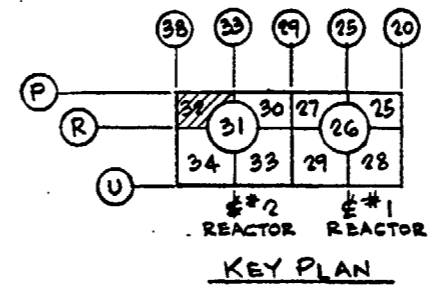 38 33 29 25 20
P
32 30 27 25
R
31 26
34 33 29 28
U
℄ #2 ℄ #1
REACTOR REACTOR
KEY PLAN